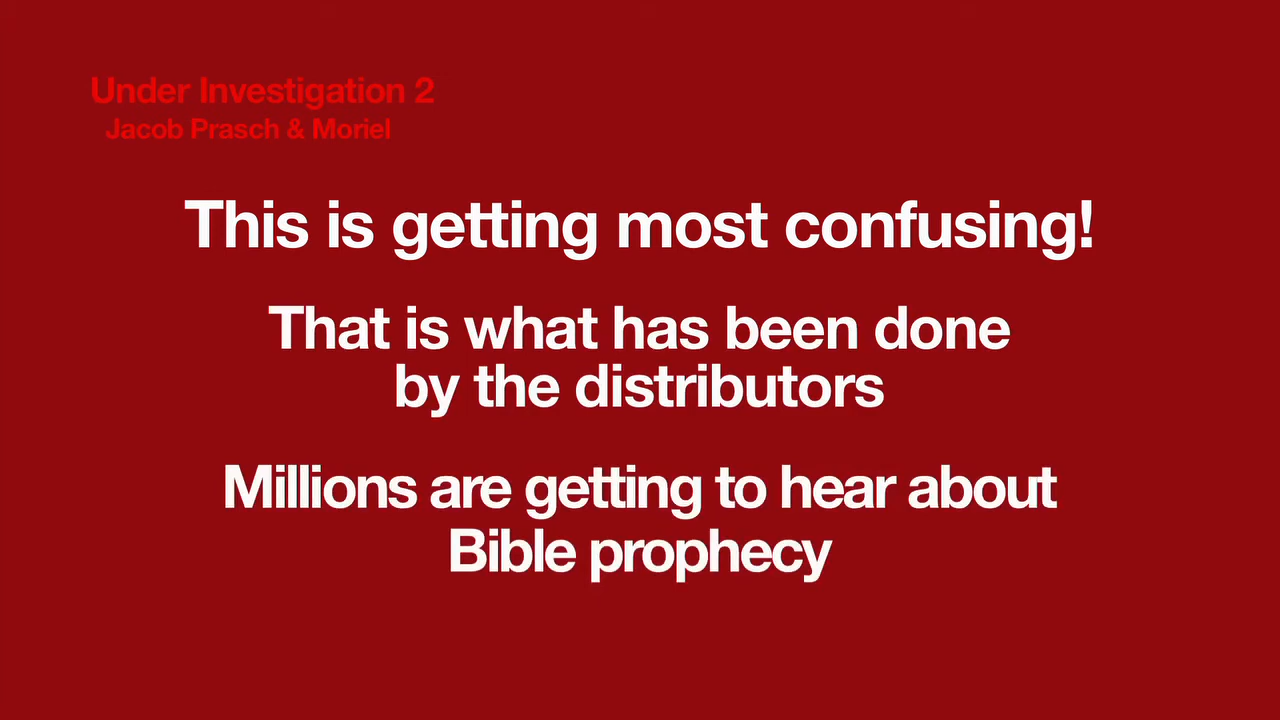 Under Investigation 2
Jacob Prasch & Moriel
This is getting most confusing!
That is what has been done
by the distributors
Millions are getting to hear about
Bible prophecy